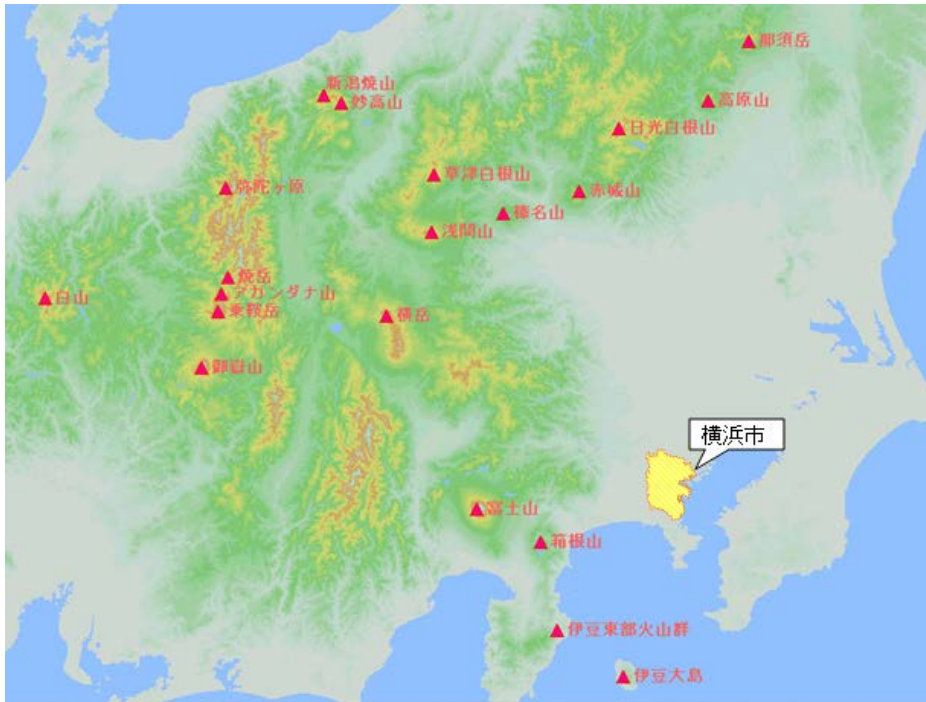 那須岳
新潟焼山
妙高山
高原山
日光白根山
草津白根山
弥陀ヶ原
赤城山
榛名山
浅間山
焼岳
アカンダナ山
白山
乗鞍岳
横岳
御嶽山
横浜市
富士山
箱根山
伊豆東部火山群
伊豆大島